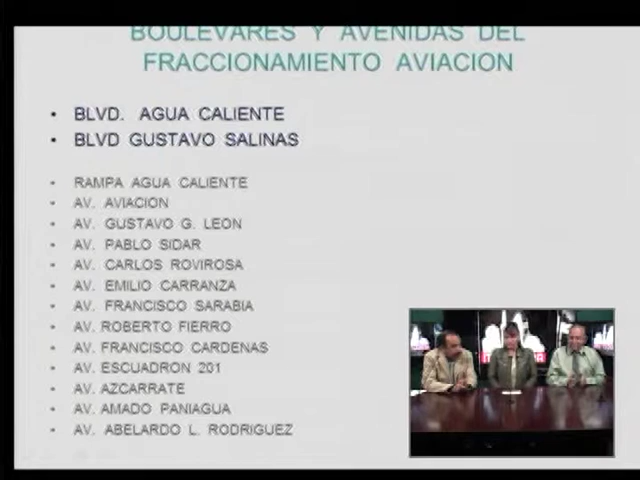 BOULEVARES Y AVENIDAS DEL
FRACCIONAMIENTO AVIACION
• BLVD. AGUA CALIENTE
• BLVD GUSTAVO SALINAS
• RAMPA AGUA CALIENTE
• AV. AVIACION
• AV. GUSTAVO G. LEON
• AV. PABLO SIDAR
• AV. CARLOS ROVIROSA
• AV. EMILIO CARRANZA
• AV. FRANCISCO SARABIA
• AV. ROBERTO FIERRO
• AV. FRANCISCO CARDENAS
• AV. ESCUADRON 201
• AV. AZCARRATE
• AV. AMADO PANIAGUA
• AV. ABELARDO L. RODRIGUEZ